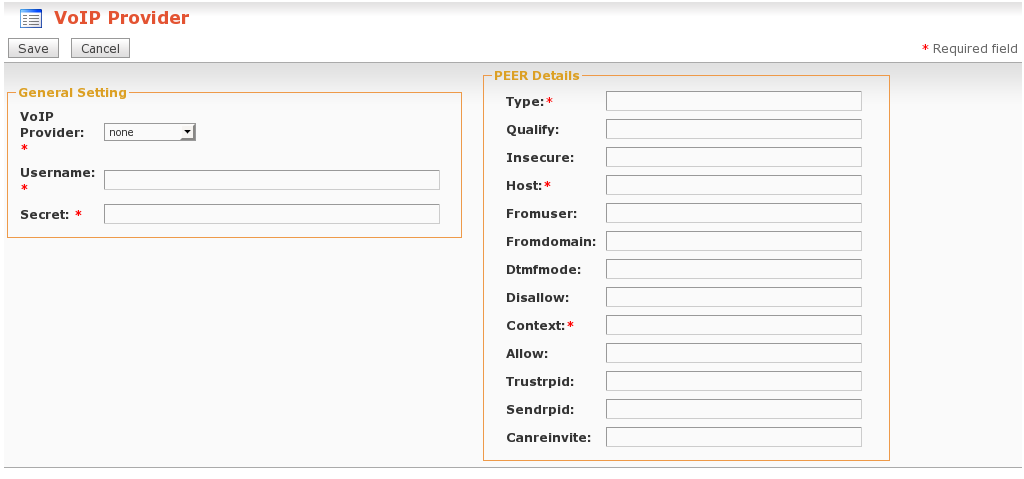 VoIP Provider
Save
Cancel
* Required field
General Setting
VoIP
Provider:
none
*
Username:
*
Secret: *
PEER Details
Type:*
Qualify:
Insecure:
Host:*
Fromuser:
Fromdomain:
Dtmfmode:
Disallow:
Context:*
Allow:
Trustrpid:
Sendrpid:
Canreinvite: